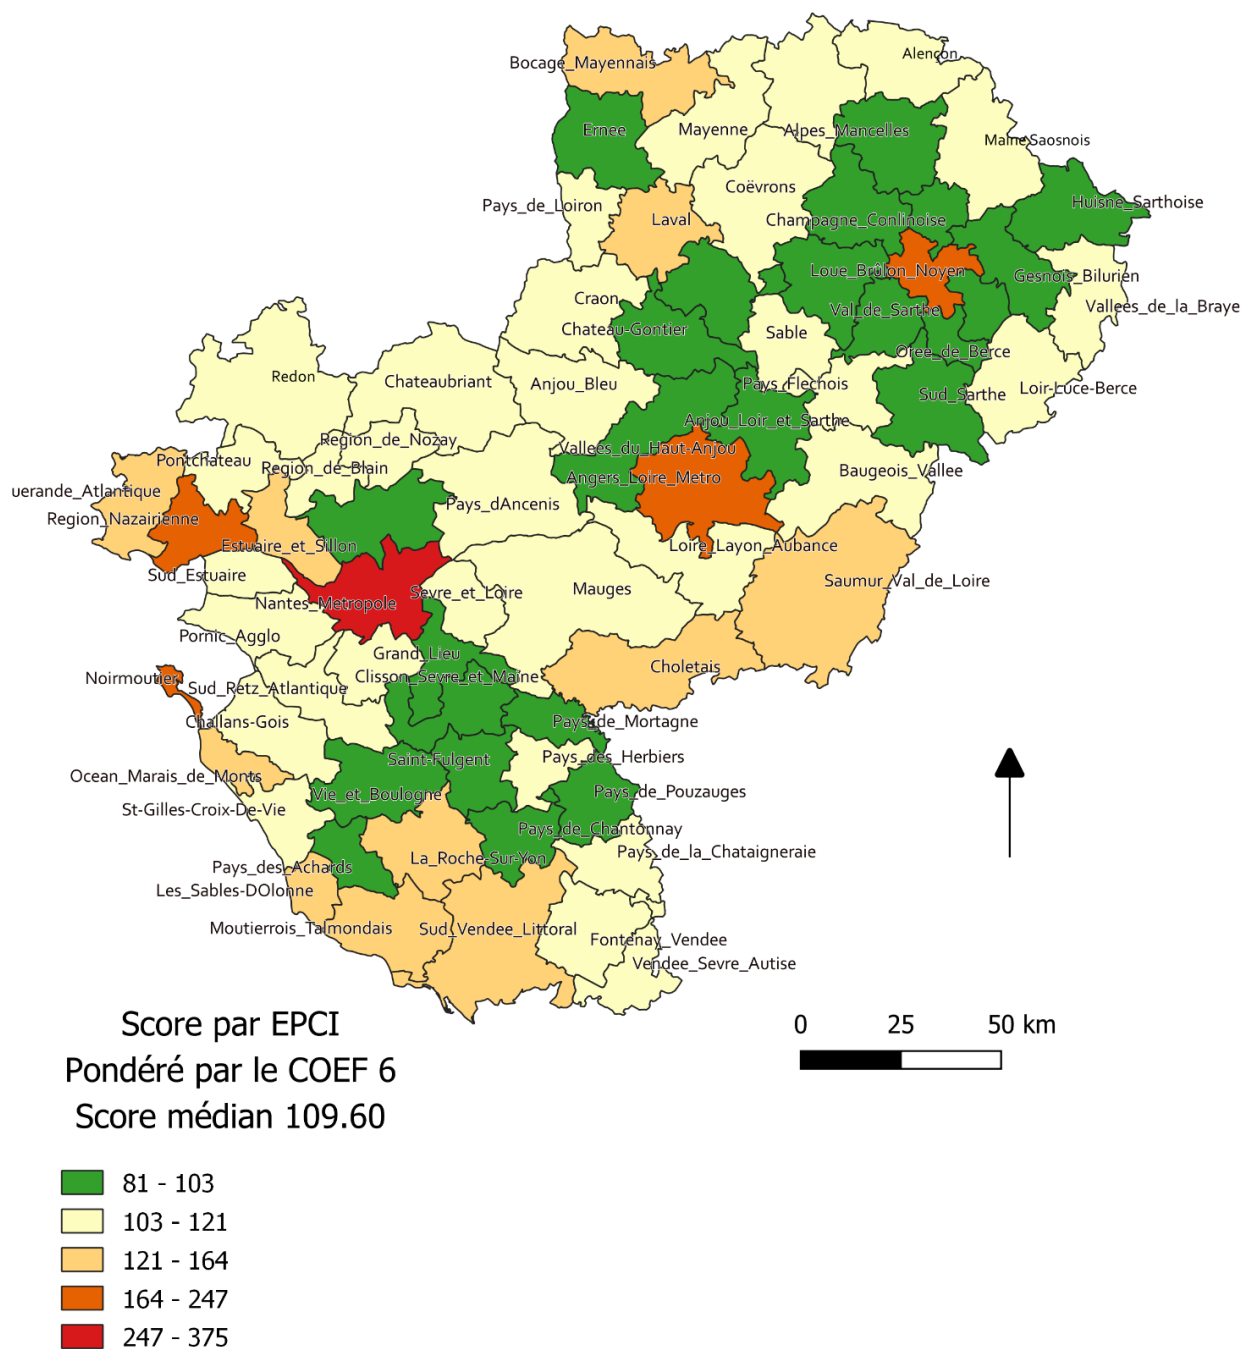 Bocage_Mayennais
Alençon
Ernee
Mayenne
Alpes_Mancelles
MaineSaosnois
Pays_de_Loiron
Laval
Coëvrons
Champagne_Conlinoise
Huisne_Sarthoise
Loue_Brûlon_Noyen
Gesnois_Bilurien
Craon
Val_de_Sarthe
Vallees_de_la_Braye
Chateau-Gontier
Sable
Oree_de_Berce
Redon
Chateaubriant
Anjou_Bleu
Pays_Flechois
Sud_Sarthe
Loir-Luce-Berce
Region_de_Nozay
Anjou_Loir_et_Sarthe
Pontchateau
Region_de_Blain
Vallees_du_Haut-Anjou
Baugeois_Vallee
uerande_Atlantique
Angers_Loire_Metro
Region_Nazairienne
Pays_dAncenis
Estuaire_et_Sillon
Loire_Layon_Aubance
Sud_Estuaire
Saumur_Val_de_Loire
Nantes_Metropole
Sevre_et_Loire
Mauges
Pornic_Agglo
Grand_Lieu
Choletais
Noirmoutier
Sud_Retz_Atlantique
Clisson_Sevre_et_Maine
Challans-Gois
Pays_de_Mortagne
Saint-Fulgent
Pays_des_Herbiers
Ocean_Marais_de_Monts
Vie_et_Boulogne
Pays_de_Pouzauges
St-Gilles-Croix-De-Vie
Pays_de_Chantonnay
Pays_des_Achards
La_Roche-Sur-Yon
Pays_de_la_Chataigneraie
Les_Sables-DOlonne
Moutierrois_Talmondais
Sud_Vendee_Littoral
Fontenay_Vendee
Vendee_Sevre_Autise
0 25 50 km
Score par EPCI
Pondéré par le COEF 6
Score médian 109.60
81 - 103
103 - 121
121 - 164
164 - 247
247 - 375